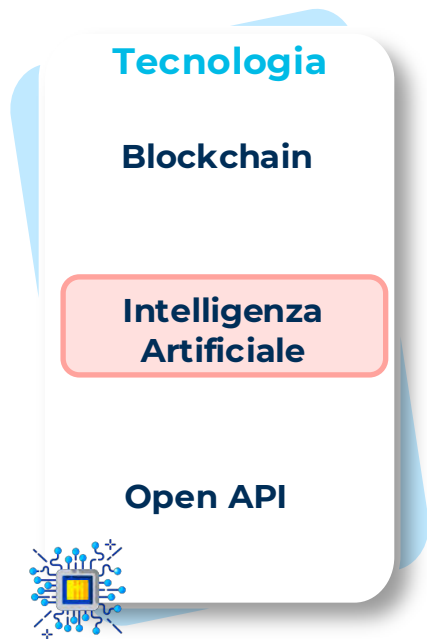 Tecnologia
Blockchain
Intelligenza
Artificiale
Open API